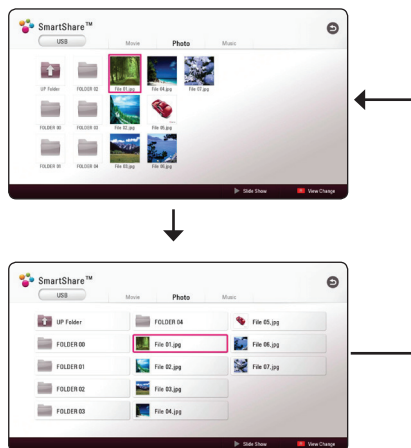 SmartShare™
USB
Movie
Photo
Music
UP Folder
FOLDER 02
File 01.jpg
File 04.jpg
File 07.jpg
FOLDER 00
FOLDER 03
File 02.jpg
File 05.jpg
FOLDER 01
FOLDER 04
File 03.jpg
File 06.jpg
Slide Show
View Change
SmartShare™
USB
Movie
Photo
Music
UP Folder
FOLDER 04
File 05.jpg
FOLDER 00
File 01.jpg
File 06.jpg
FOLDER 01
File 02.jpg
File 07.jpg
FOLDER 02
File 03.jpg
FOLDER 03
File 04.jpg
Slide Show
View Change